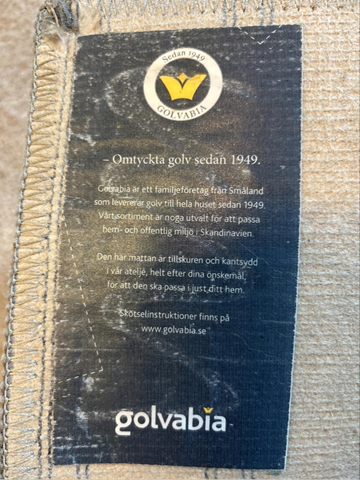 Sedan 1949
GOLVABIA
– Omtyckta golv sedan 1949.
Golvabia är ett familjeföretag från Småland
som levererar golv till hela huset sedan 1949.
Vårt sortiment är noga utvalt för att passa
hem- och offentlig miljö i Skandinavien.
Den här mattan är tillskuren och kantsydd
i vår ateljé, helt efter dina önskemål,
för att den ska passa i just ditt hem.
Skötselinstruktioner finns på
www.golvabia.se
golvabia